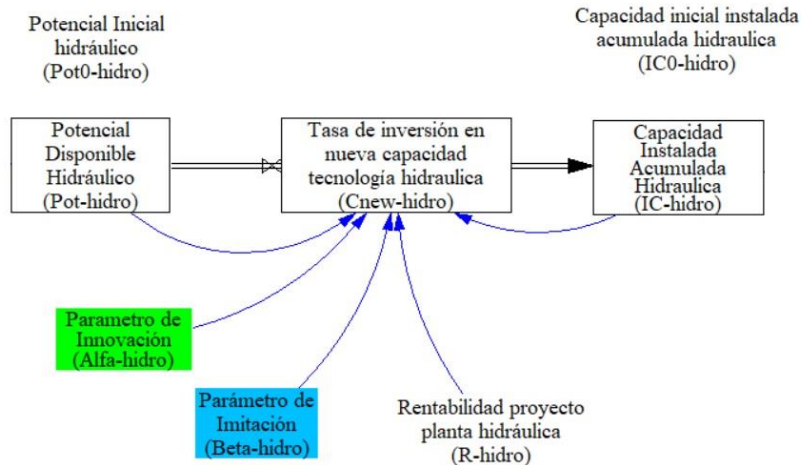 Potencial Inicial
hidráulico
(Pot0-hidro)
Capacidad inicial instalada
acumulada hidraulica
(IC0-hidro)
Potencial
Disponible
Hidráulico
(Pot-hidro)
Tasa de inversión en
nueva capacidad
tecnología hidraulica
(Cnew-hidro)
Capacidad
Instalada
Acumulada
Hidraulica
(IC-hidro)
Parametro de
Innovación
(Alfa-hidro)
Parámetro de
Imitación
(Beta-hidro)
Rentabilidad proyecto
planta hidráulica
(R-hidro)